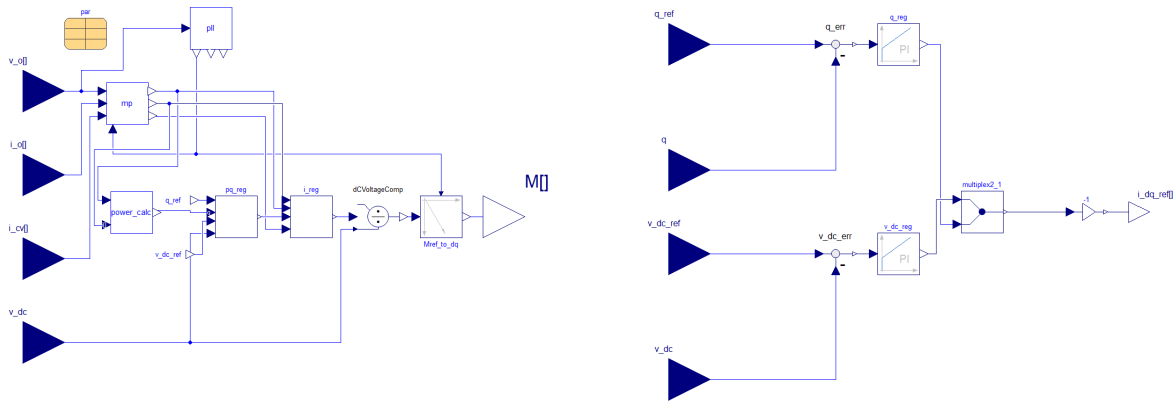 par
pll
v_o[]
mp
i_o[]
M[]
pq_reg
i_reg
dCVoltageComp
q_ref
power_calc
i_cv[]
Mref_to_dq
v_dc_ref
v_dc
q_ref
q_err
q_reg
PI
-
q
multiplex2_1
-1
i_dq_ref[]
v_dc_ref
v_dc_err
v_dc_reg
PI
-
v_dc